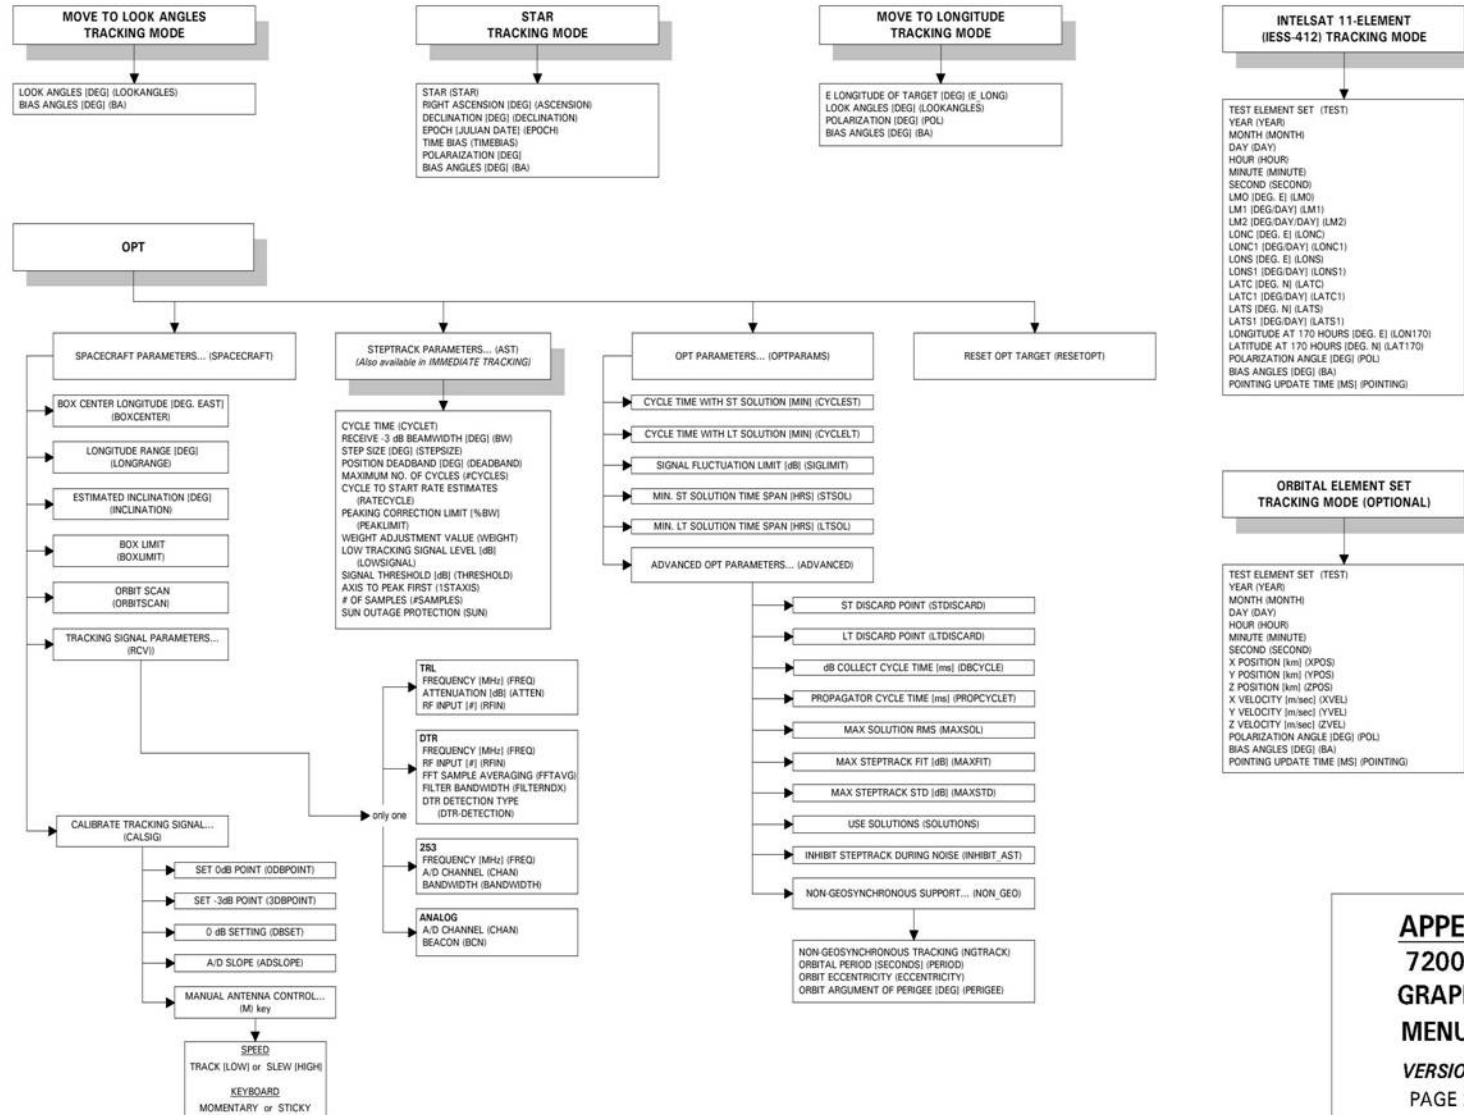 MOVE TO LOOK ANGLES
TRACKING MODE
LOOK ANGLES [DEG] (LOOKANGLES)
BIAS ANGLES [DEG] (BA)
STAR
TRACKING MODE
STAR (STAR)
RIGHT ASCENSION [DEG] (ASCENSION)
DECLINATION [DEG] (DECLINATION)
EPOCH [JULIAN DATE] (EPOCH)
TIME BIAS (TIMEBIAS)
POLARAIZATION [DEG]
BIAS ANGLES [DEG] (BA)
MOVE TO LONGITUDE
TRACKING MODE
E LONGITUDE OF TARGET [DEG] (E_LONG)
LOOK ANGLES [DEG] (LOOKANGLES)
POLARIZATION [DEG] (POL)
BIAS ANGLES [DEG] (BA)
INTELSAT 11-ELEMENT
(IESS-412) TRACKING MODE
TEST ELEMENT SET (TEST)
YEAR (YEAR)
MONTH (MONTH)
DAY (DAY)
HOUR (HOUR)
MINUTE (MINUTE)
SECOND (SECOND)
LMO [DEG. E] (LM0)
LM1 [DEG/DAY] (LM1)
LM2 [DEG/DAY/DAY] (LM2)
LONC [DEG. E] (LONC)
LONC1 [DEG/DAY] (LONC1)
LONS [DEG. E] (LONS)
LONS1 [DEG/DAY] (LONS1)
LATC [DEG. N] (LATC)
LATC1 [DEG/DAY] (LATC1)
LATS [DEG. N] (LATS)
LATS1 [DEG/DAY] (LATS1)
LONGITUDE AT 170 HOURS [DEG. E] (LON170)
LATITUDE AT 170 HOURS [DEG. N] (LAT170)
POLARIZATION ANGLE [DEG] (POL)
BIAS ANGLES [DEG] (BA)
POINTING UPDATE TIME [MS] (POINTING)
OPT
SPACECRAFT PARAMETERS... (SPACECRAFT)
BOX CENTER LONGITUDE [DEG. EAST]
(BOXCENTER)
LONGITUDE RANGE [DEG]
(LONGRANGE)
ESTIMATED INCLINATION [DEG]
(INCLINATION)
BOX LIMIT
(BOXLIMIT)
ORBIT SCAN
(ORBITSCAN)
TRACKING SIGNAL PARAMETERS...
(RCV))
CALIBRATE TRACKING SIGNAL...
(CALSIG)
SET 0dB POINT (0DBPOINT)
SET -3dB POINT (3DBPOINT)
0 dB SETTING (DBSET)
A/D SLOPE (ADSLOPE)
MANUAL ANTENNA CONTROL...
(M) key
SPEED
TRACK [LOW] or SLEW [HIGH]
KEYBOARD
MOMENTARY or STICKY
STEPTRACK PARAMETERS... (AST)
(Also available in IMMEDIATE TRACKING)
CYCLE TIME (CYCLET)
RECEIVE -3 dB BEAMWIDTH [DEG] (BW)
STEP SIZE [DEG] (STEPSIZE)
POSITION DEADBAND [DEG] (DEADBAND)
MAXIMUM NO. OF CYCLES (#CYCLES)
CYCLE TO START RATE ESTIMATES
(RATECYCLE)
PEAKING CORRECTION LIMIT [%BW]
(PEAKLIMIT)
WEIGHT ADJUSTMENT VALUE (WEIGHT)
LOW TRACKING SIGNAL LEVEL [dB]
(LOWSIGNAL)
SIGNAL THRESHOLD [dB] (THRESHOLD)
AXIS TO PEAK FIRST (1STAXIS)
# OF SAMPLES (#SAMPLES)
SUN OUTAGE PROTECTION (SUN)
only one
TRL
FREQUENCY [MHz] (FREQ)
ATTENUATION [dB] (ATTEN)
RF INPUT [#] (RFIN)
DTR
FREQUENCY [MHz] (FREQ)
RF INPUT [#] (RFIN)
FFT SAMPLE AVERAGING (FFTAVG)
FILTER BANDWIDTH (FILTERNDX)
DTR DETECTION TYPE
(DTR-DETECTION)
253
FREQUENCY [MHz] (FREQ)
A/D CHANNEL (CHAN)
BANDWIDTH (BANDWIDTH)
ANALOG
A/D CHANNEL (CHAN)
BEACON (BCN)
OPT PARAMETERS... (OPTPARAMS)
CYCLE TIME WITH ST SOLUTION [MIN] (CYCLEST)
CYCLE TIME WITH LT SOLUTION [MIN] (CYCLELT)
SIGNAL FLUCTUATION LIMIT [dB] (SIGLIMIT)
MIN. ST SOLUTION TIME SPAN [HRS] (STSOL)
MIN. LT SOLUTION TIME SPAN [HRS] (LTSOL)
ADVANCED OPT PARAMETERS... (ADVANCED)
ST DISCARD POINT (STDISCARD)
LT DISCARD POINT (LTDISCARD)
dB COLLECT CYCLE TIME [ms] (DBCYCLE)
PROPAGATOR CYCLE TIME [ms] (PROPCYCLET)
MAX SOLUTION RMS (MAXSOL)
MAX STEPTRACK FIT [dB] (MAXFIT)
MAX STEPTRACK STD [dB] (MAXSTD)
USE SOLUTIONS (SOLUTIONS)
INHIBIT STEPTRACK DURING NOISE (INHIBIT_AST)
NON-GEOSYNCHRONOUS SUPPORT... (NON_GEO)
NON-GEOSYNCHRONOUS TRACKING (NGTRACK)
ORBITAL PERIOD [SECONDS] (PERIOD)
ORBIT ECCENTRICITY (ECCENTRICITY)
ORBIT ARGUMENT OF PERIGEE [DEG] (PERIGEE)
RESET OPT TARGET (RESETOPT)
ORBITAL ELEMENT SET
TRACKING MODE (OPTIONAL)
TEST ELEMENT SET (TEST)
YEAR (YEAR)
MONTH (MONTH)
DAY (DAY)
HOUR (HOUR)
MINUTE (MINUTE)
SECOND (SECOND)
X POSITION [km] (XPOS)
Y POSITION [km] (YPOS)
Z POSITION [km] (ZPOS)
X VELOCITY [m/sec] (XVEL)
Y VELOCITY [m/sec] (YVEL)
Z VELOCITY [m/sec] (ZVEL)
POLARIZATION ANGLE [DEG] (POL)
BIAS ANGLES [DEG] (BA)
POINTING UPDATE TIME [MS] (POINTING)
APPE
7200
GRAP
MENU
VERSIO
PAGE